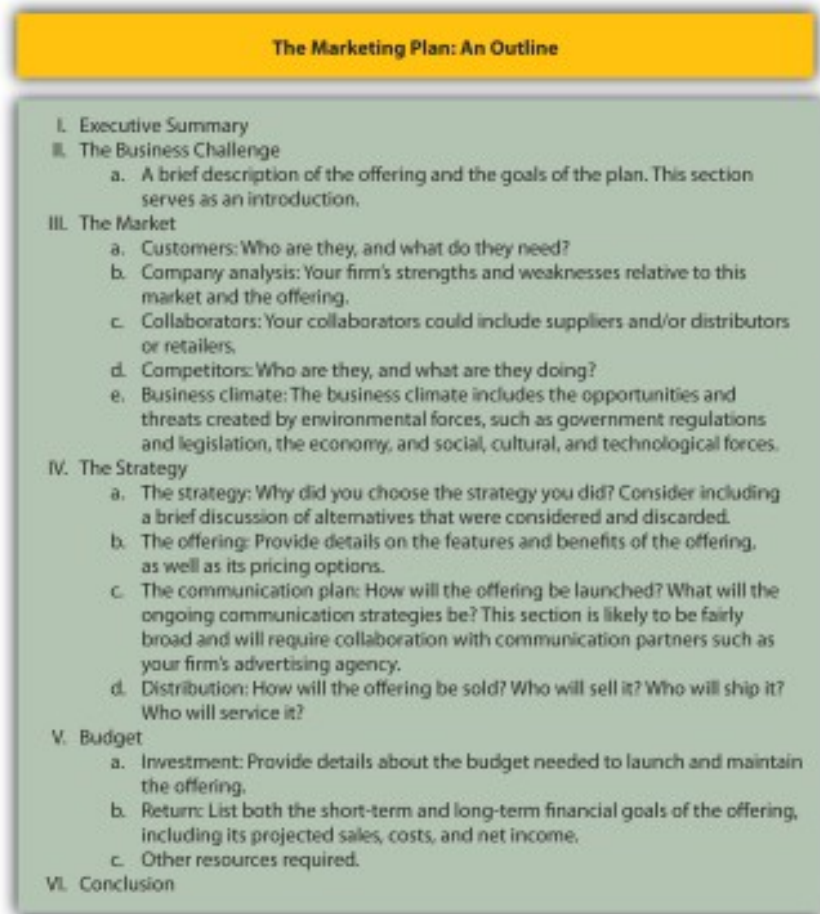 The Marketing Plan: An Outline
I. Executive Summary
II. The Business Challenge
a. A brief description of the offering and the goals of the plan. This section
serves as an introduction.
III. The Market
a. Customers: Who are they, and what do they need?
b. Company analysis: Your firm's strengths and weaknesses relative to this
market and the offering.
c. Collaborators: Your collaborators could include suppliers and/or distributors
or retailers.
d. Competitors: Who are they, and what are they doing?
e. Business climate: The business climate includes the opportunities and
threats created by environmental forces, such as government regulations
and legislation, the economy, and social, cultural, and technological forces.
IV. The Strategy
a. The strategy: Why did you choose the strategy you did? Consider including
a brief discussion of alternatives that were considered and discarded.
b. The offering: Provide details on the features and benefits of the offering,
as well as its pricing options.
c. The communication plan: How will the offering be launched? What will the
ongoing communication strategies be? This section is likely to be fairly
broad and will require collaboration with communication partners such as
your firm's advertising agency.
d. Distribution: How will the offering be sold? Who will sell it? Who will ship it?
Who will service it?
V. Budget
a. Investment: Provide details about the budget needed to launch and maintain
the offering.
b. Return: List both the short-term and long-term financial goals of the offering,
including its projected sales, costs, and net income.
c. Other resources required.
VI. Conclusion